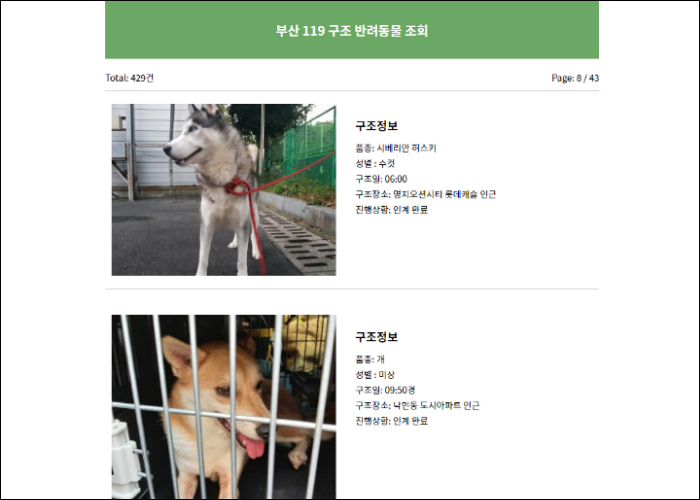 부산 119 구조 반려동물 조회
Total: 429건
Page: 8 / 43
구조정보
품종: 시베리안 허스키
성별 : 수컷
구조일: 06:00
구조장소: 명지오션시티 롯데캐슬 인근
진행상황: 인계 완료
구조정보
품종: 개
성별 : 미상
구조일: 09:50경
구조장소: 낙민동 도시아파트 인근
진행상황: 인계 완료